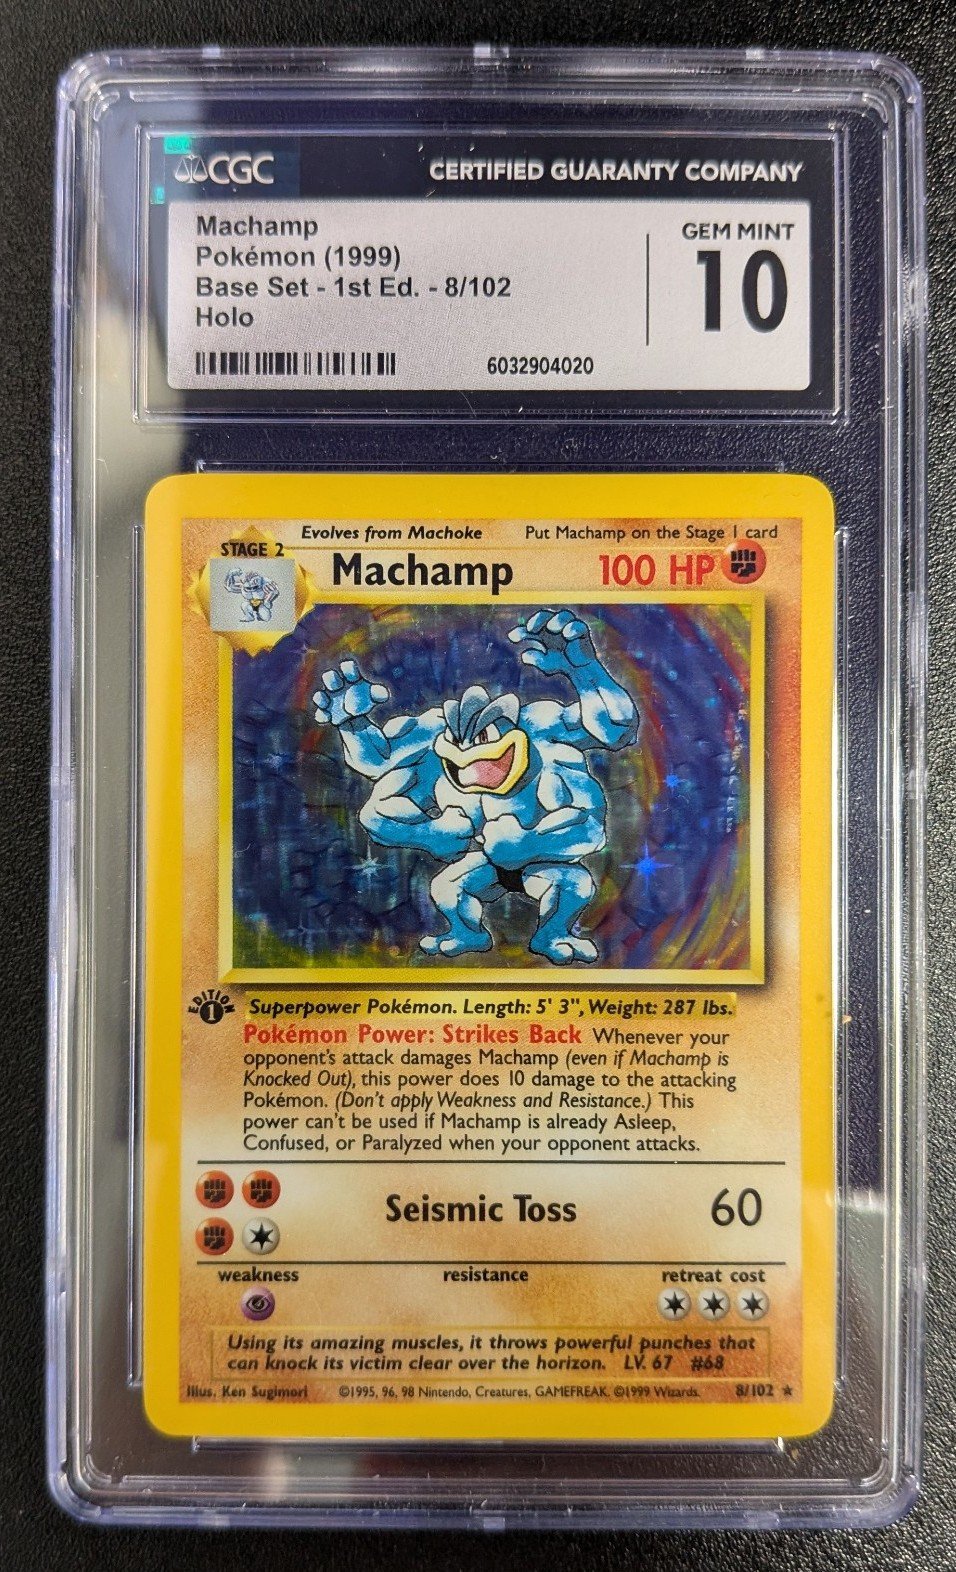 CGC
CERTIFIED GUARANTY COMPANY
Machamp
Pokémon (1999)
Base Set - 1st Ed. - 8/102
Holo
GEM MINT
10
6032904020
Evolves from Machoke
Put Machamp on the Stage 1 card
STAGE 2
Machamp
100 HP
EDITION
1
Superpower Pokémon. Length: 5' 3", Weight: 287 lbs.
Pokémon Power: Strikes Back Whenever your
opponent's attack damages Machamp (even if Machamp is
Knocked Out), this power does 10 damage to the attacking
Pokémon. (Don't apply Weakness and Resistance.) This
power can't be used if Machamp is already Asleep,
Confused, or Paralyzed when your opponent attacks.
Seismic Toss
60
weakness
resistance
retreat cost
Using its amazing muscles, it throws powerful punches that
can knock its victim clear over the horizon. LV. 67 #68
Illus. Ken Sugimori
©1995, 96, 98 Nintendo, Creatures, GAMEFREAK. ©1999 Wizards.
8/102 ★